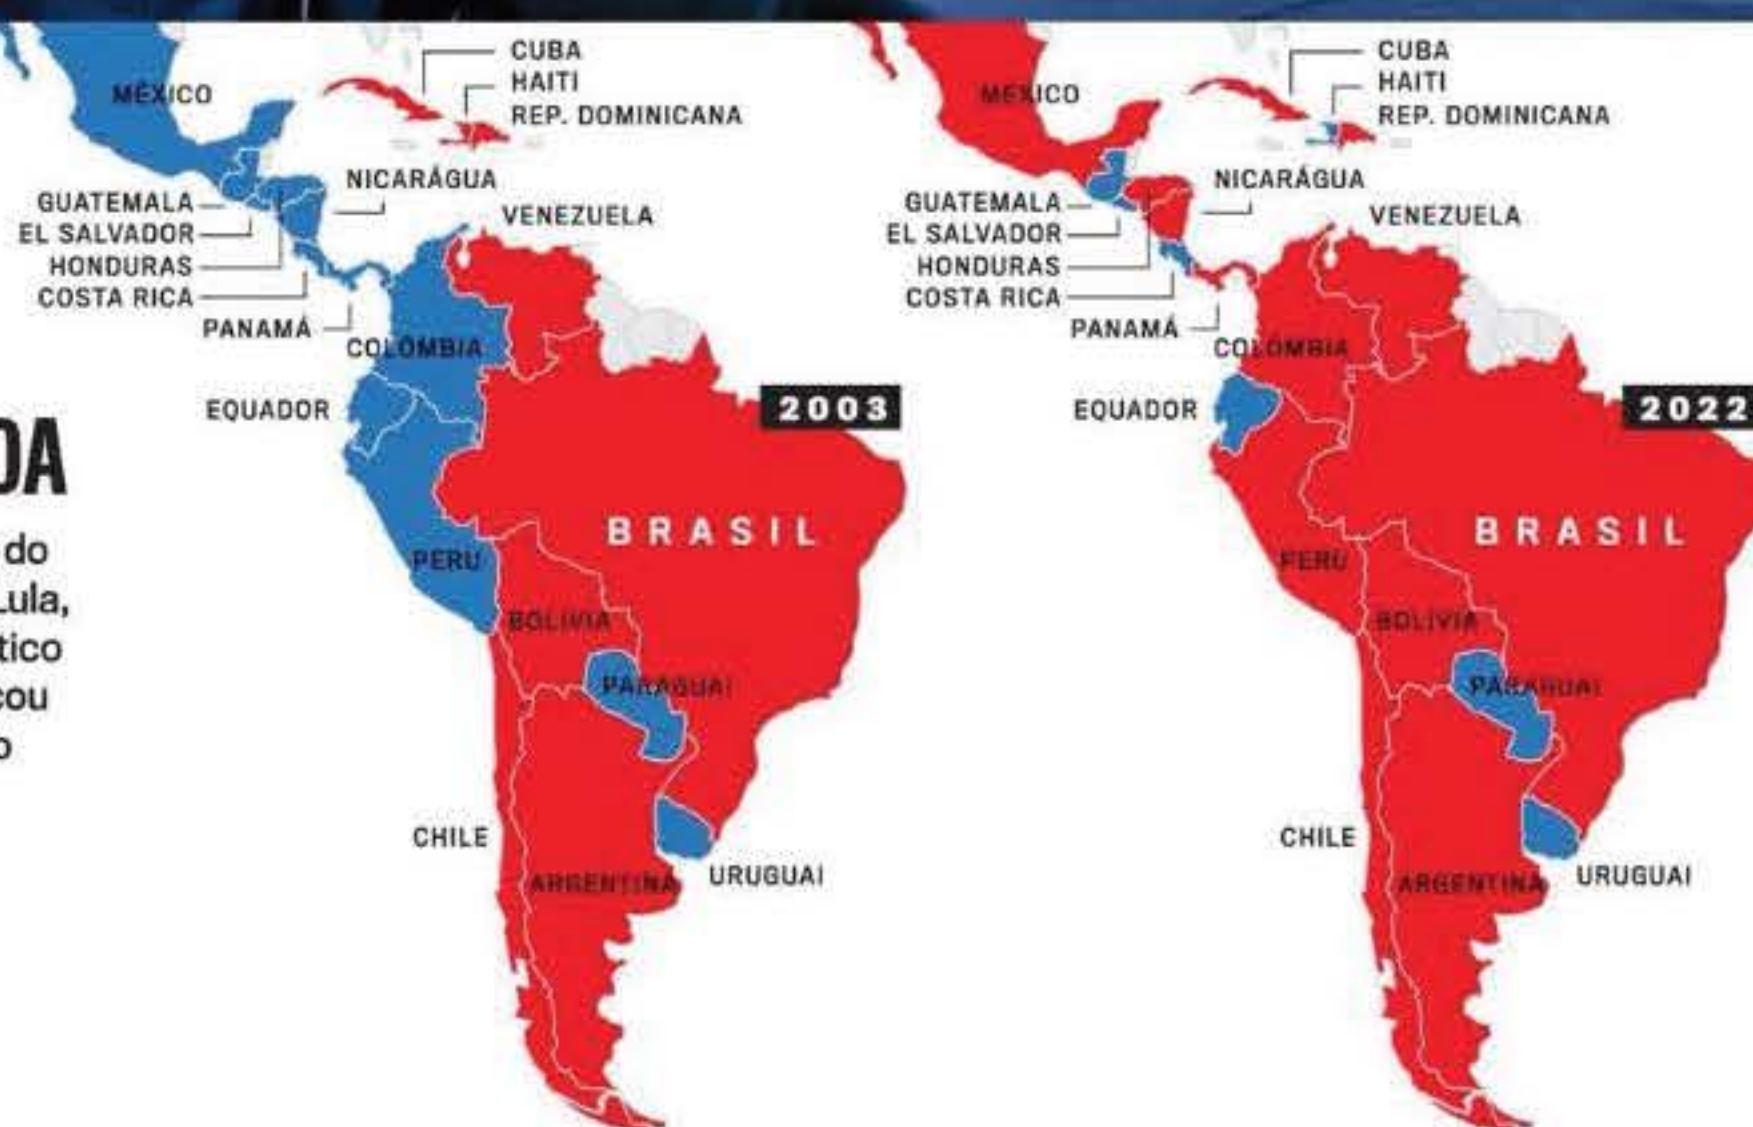 DA
do
Lula,
tico
çou
o
MÉXICO
CUBA
HAITI
REP. DOMINICANA
NICARÁGUA
GUATEMALA
EL SALVADOR
HONDURAS
COSTA RICA
PANAMÁ
VENEZUELA
COLÔMBIA
EQUADOR
2003
BRASIL
PERU
BOLÍVIA
PARAGUAI
CHILE
ARGENTINA
URUGUAI
MÉXICO
CUBA
HAITI
REP. DOMINICANA
NICARÁGUA
GUATEMALA
EL SALVADOR
HONDURAS
COSTA RICA
PANAMÁ
VENEZUELA
COLÔMBIA
EQUADOR
2022
BRASIL
PERU
BOLÍVIA
PARAGUAI
CHILE
ARGENTINA
URUGUAI